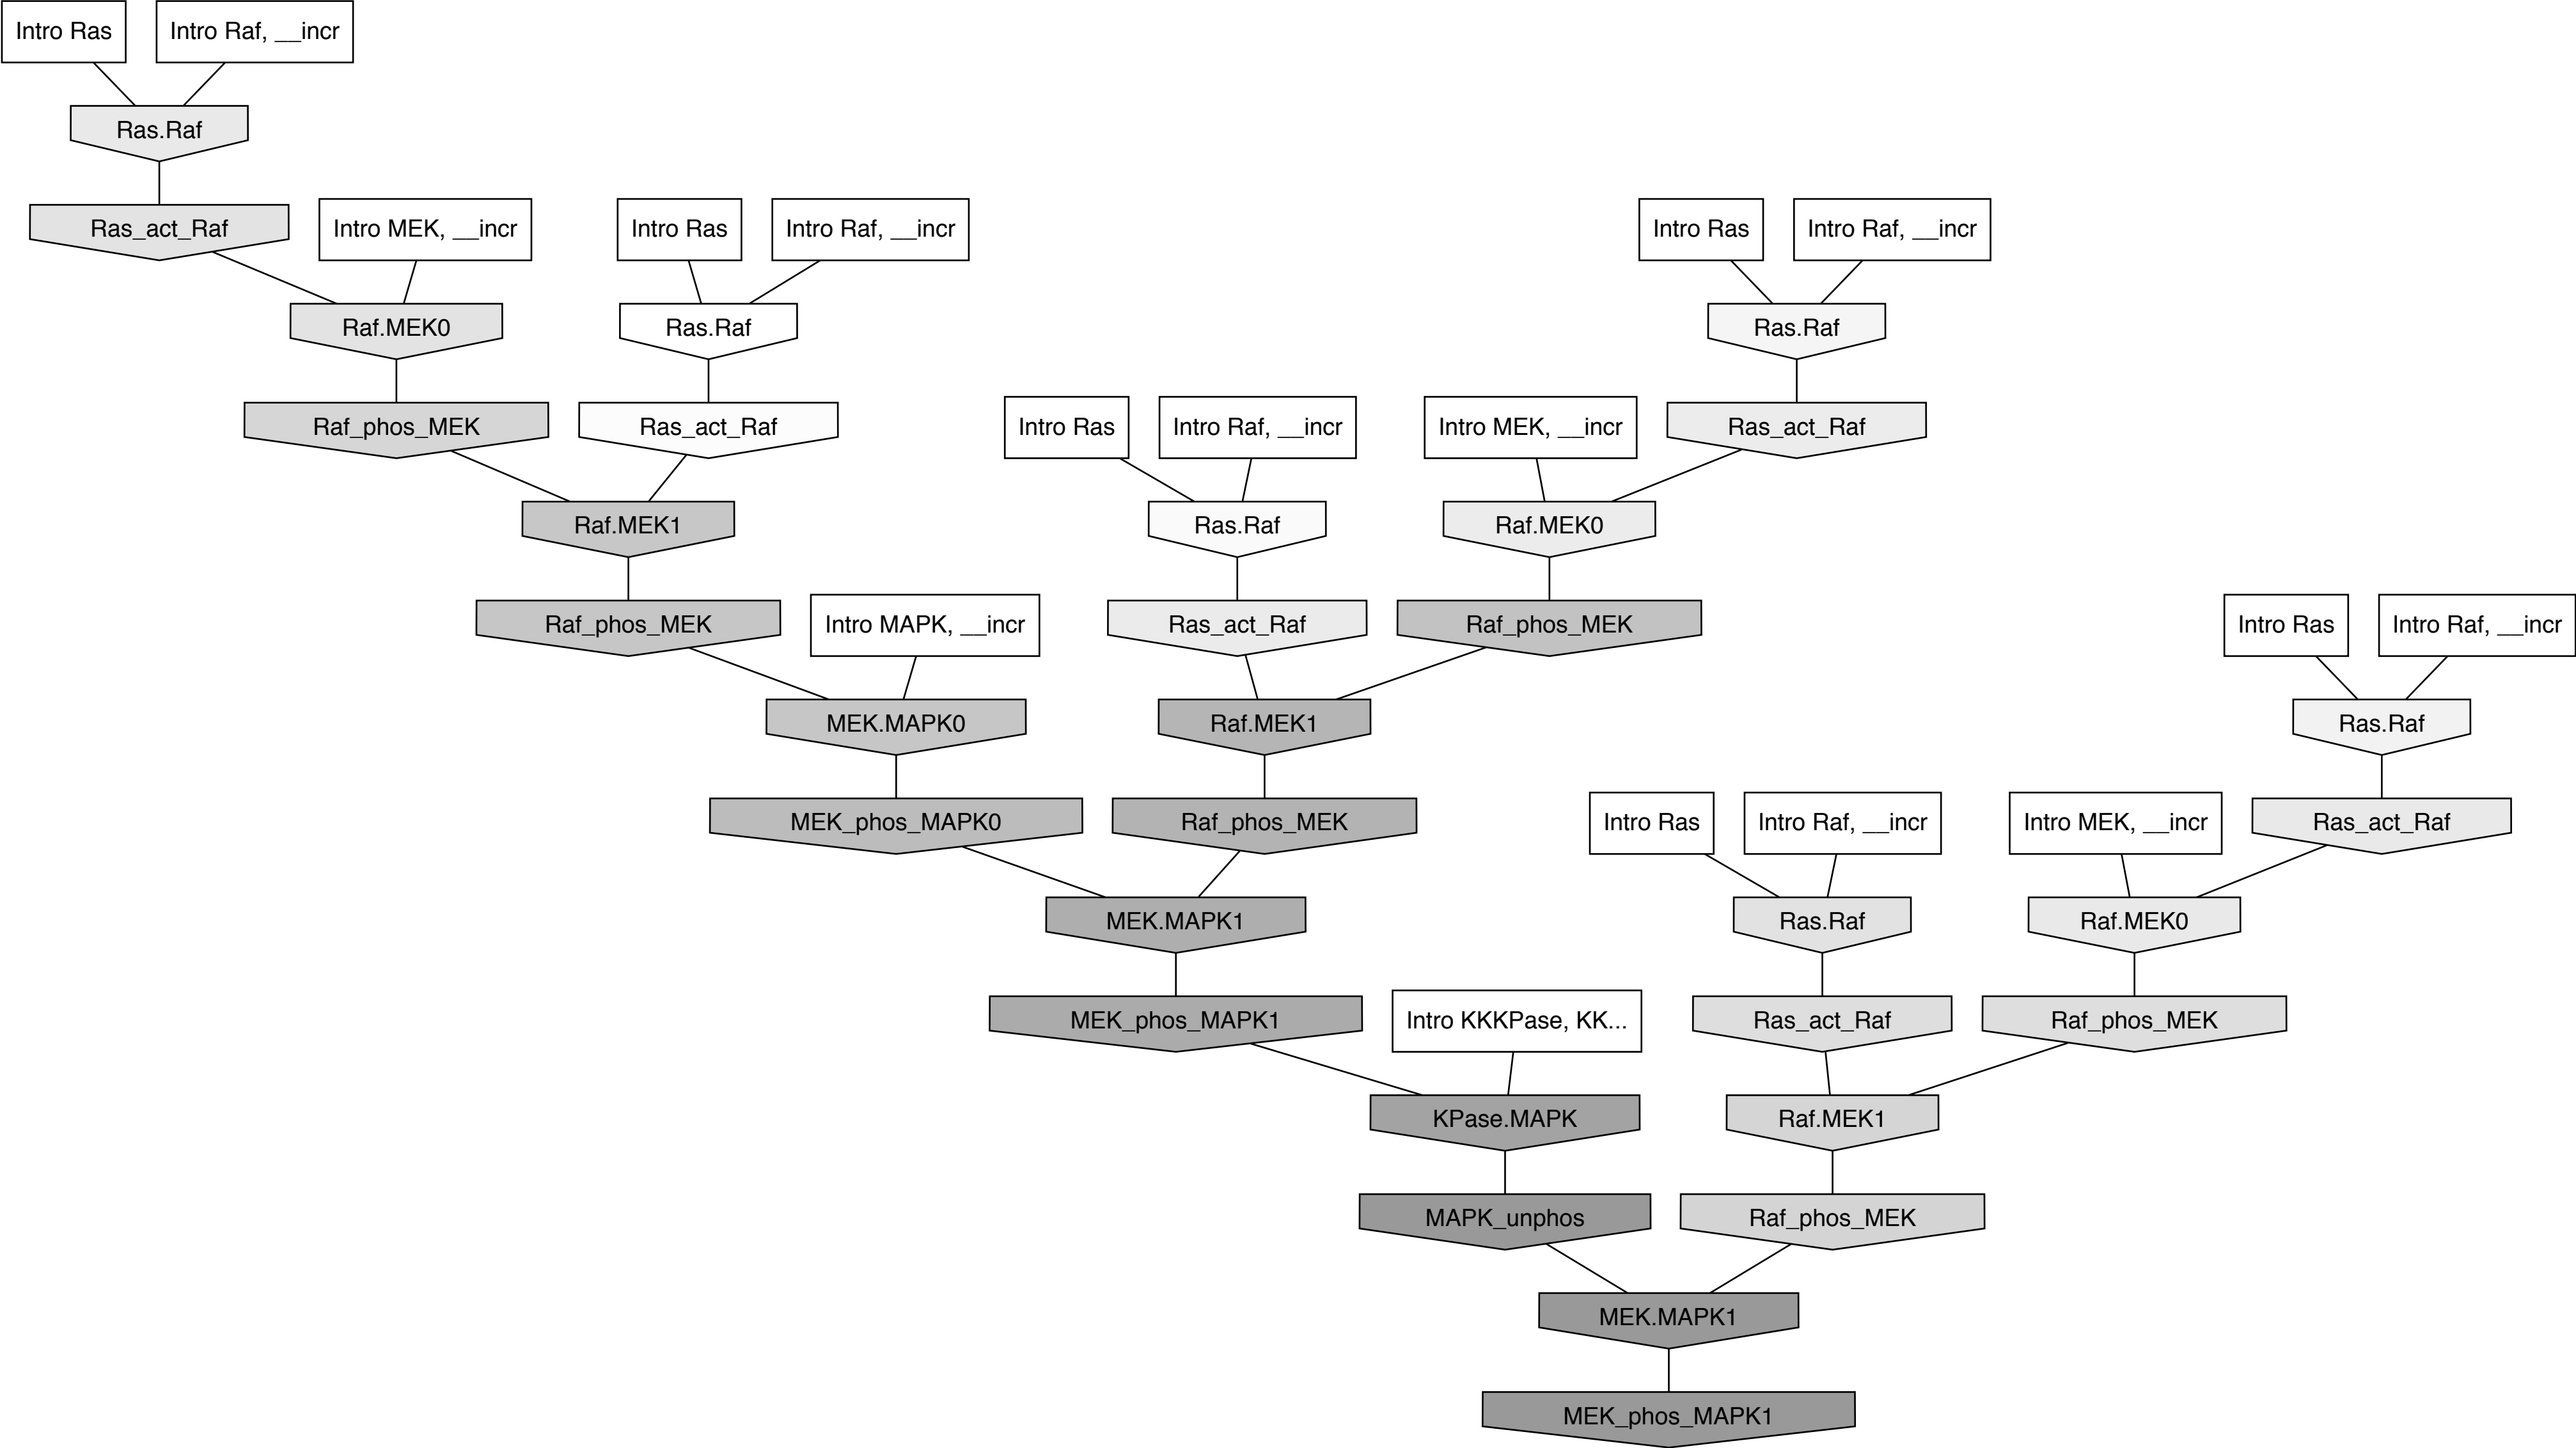 Intro Ras
Intro Raf, __incr
Ras.Raf
Ras_act_Raf
Intro MEK, __incr
Intro Ras
Intro Raf, __incr
Intro Ras
Intro Raf, __incr
Raf.MEK0
Ras.Raf
Ras.Raf
Raf_phos_MEK
Ras_act_Raf
Intro Ras
Intro Raf, __incr
Intro MEK, __incr
Ras_act_Raf
Raf.MEK1
Ras.Raf
Raf.MEK0
Raf_phos_MEK
Intro MAPK, __incr
Ras_act_Raf
Raf_phos_MEK
Intro Ras
Intro Raf, __incr
MEK.MAPK0
Raf.MEK1
Ras.Raf
MEK_phos_MAPK0
Raf_phos_MEK
Intro Ras
Intro Raf, __incr
Intro MEK, __incr
Ras_act_Raf
MEK.MAPK1
Ras.Raf
Raf.MEK0
MEK_phos_MAPK1
Intro KKKPase, KK...
Ras_act_Raf
Raf_phos_MEK
KPase.MAPK
Raf.MEK1
MAPK_unphos
Raf_phos_MEK
MEK.MAPK1
MEK_phos_MAPK1